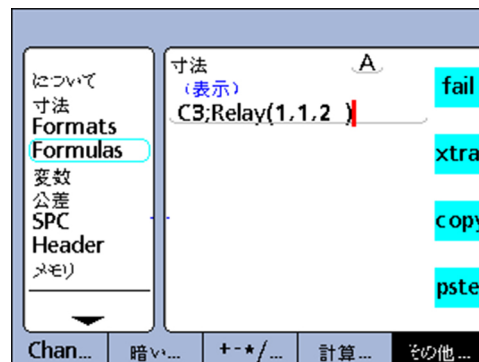 について
寸法
Formats
Formulas
変数
公差
SPC
Header
メモリ
寸法
A
(表示)
C3;Relay(1,1,2 )
fail
xtra
copy
pste
Chan...
暗い...
+-*/...
計算...
その他...